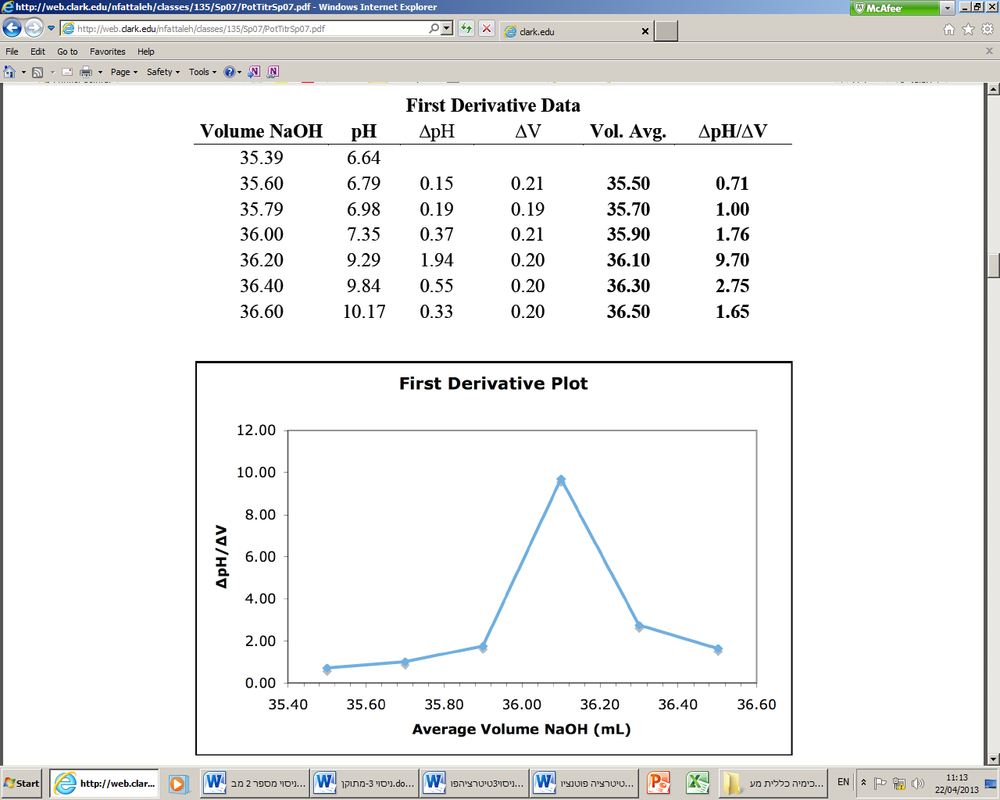 http://web.clark.edu/nfattaleh/classes/135/Sp07/PotTitrSp07.pdf - Windows Internet Explorer
McAfee
http://web.clark.edu/nfattaleh/classes/135/Sp07/PotTitrSp07.pdf
clark.edu
File Edit Go to Favorites Help
Page Safety Tools
First Derivative Data
Volume NaOH pH ΔpH ΔV Vol. Avg. ΔpH/ΔV
35.39 6.64
35.60 6.79 0.15 0.21 35.50 0.71
35.79 6.98 0.19 0.19 35.70 1.00
36.00 7.35 0.37 0.21 35.90 1.76
36.20 9.29 1.94 0.20 36.10 9.70
36.40 9.84 0.55 0.20 36.30 2.75
36.60 10.17 0.33 0.20 36.50 1.65
First Derivative Plot
12.00
10.00
8.00
6.00
4.00
2.00
0.00
ΔpH/ΔV
35.40 35.60 35.80 36.00 36.20 36.40 36.60
Average Volume NaOH (mL)
Start
http://web.clar...
ניסוי מספר 2 מב...
ניסוי 3-מתוקן.do...
ניסוי3טיטרציהפו...
טיטרציה פוטנציו...
כימיה כללית מע...
EN
11:13
22/04/2013